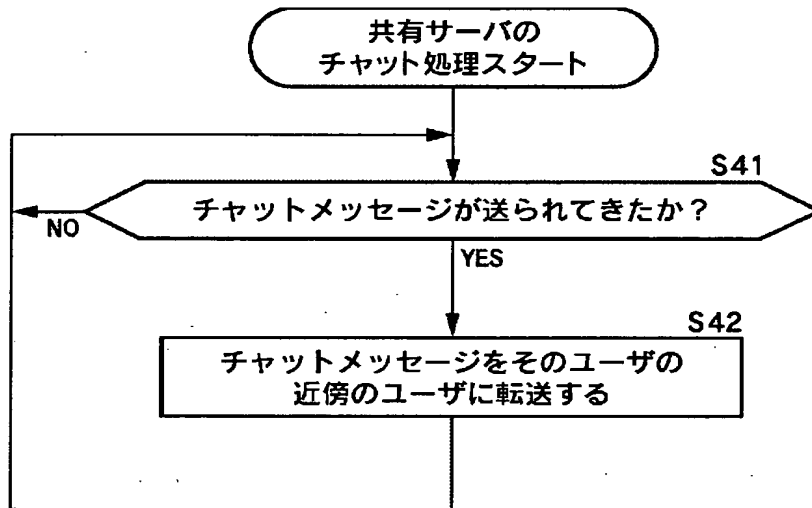 共有サーバの
チャット処理スタート
S41
チャットメッセージが送られてきたか？
NO
YES
S42
チャットメッセージをそのユーザの
近傍のユーザに転送する